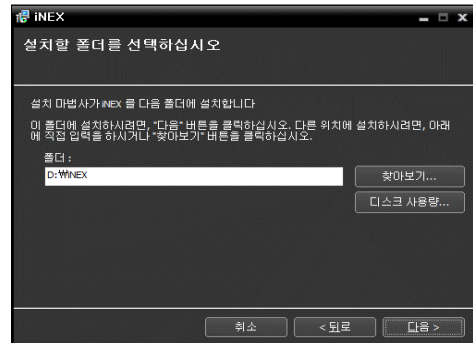 iNEX
설치할 폴더를 선택하십시오
설치 마법사가 iNEX 를 다음 폴더에 설치합니다
이 폴더에 설치하시려면, "다음" 버튼을 클릭하십시오. 다른 위치에 설치하시려면, 아래
에 직접 입력을 하시거나 "찾아보기" 버튼을 클릭하십시오.
폴더 :
D:₩iNEX
찾아보기...
디스크 사용량...
취소
< 뒤로
다음 >